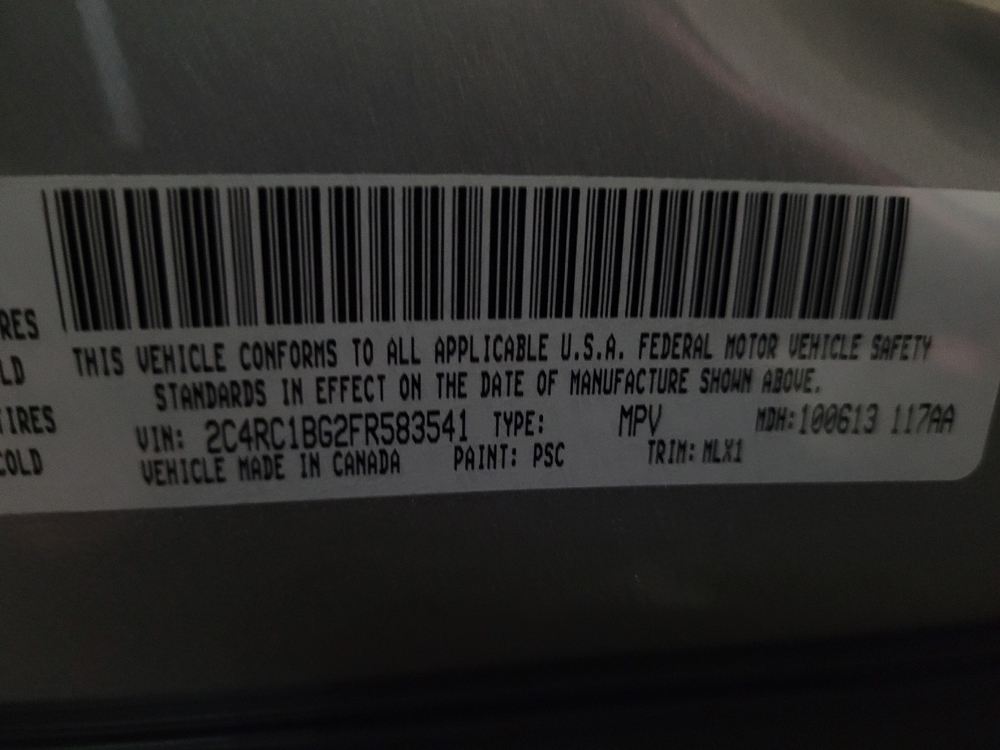 RES
LD
TIRES
COLD
THIS VEHICLE CONFORMS TO ALL APPLICABLE U.S.A. FEDERAL MOTOR VEHICLE SAFETY
STANDARDS IN EFFECT ON THE DATE OF MANUFACTURE SHOWN ABOVE.
VIN: 2C4RC1BG2FR583541 TYPE: MPV MDH:100613 117AA
VEHICLE MADE IN CANADA PAINT: PSC TRIM: MLX1